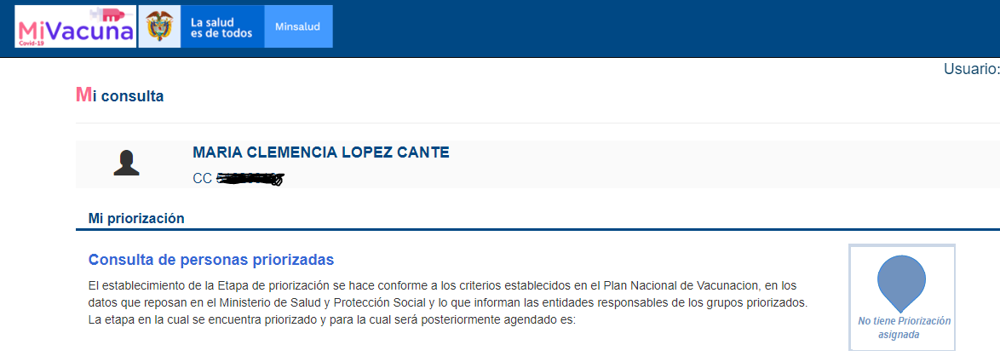 MiVacuna
Covid-19
La salud
es de todos
Minsalud
Usuario:
Mi consulta
MARIA CLEMENCIA LOPEZ CANTE
CC
Mi priorización
Consulta de personas priorizadas
El establecimiento de la Etapa de priorización se hace conforme a los criterios establecidos en el Plan Nacional de Vacunacion, en los
datos que reposan en el Ministerio de Salud y Protección Social y lo que informan las entidades responsables de los grupos priorizados.
La etapa en la cual se encuentra priorizado y para la cual será posteriormente agendado es:
No tiene Priorización
asignada